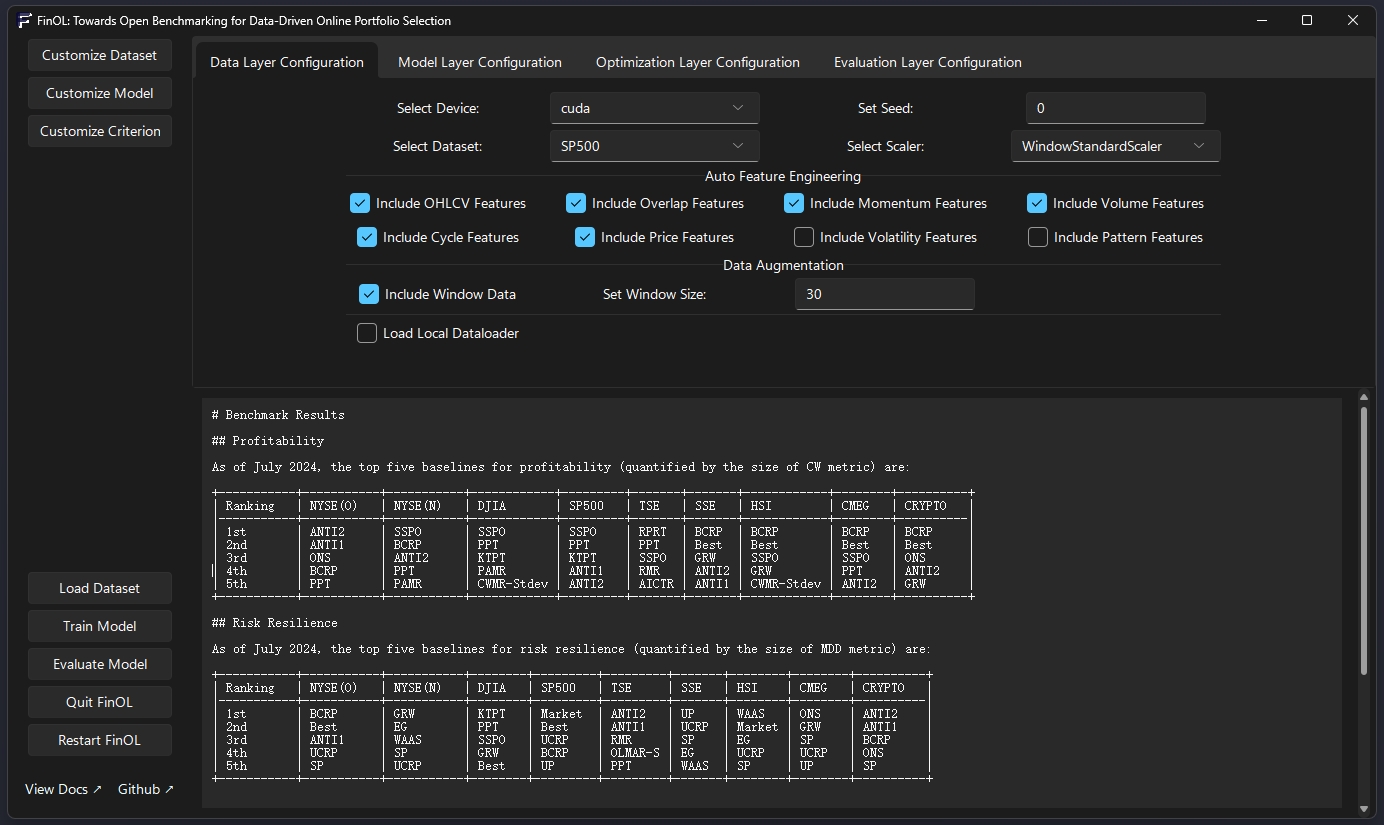 FinOL: Towards Open Benchmarking for Data-Driven Online Portfolio Selection
Customize Dataset
Customize Model
Customize Criterion
Data Layer Configuration Model Layer Configuration Optimization Layer Configuration Evaluation Layer Configuration
Select Device: cuda Set Seed: 0
Select Dataset: SP500 Select Scaler: WindowStandardScaler
Auto Feature Engineering
Include OHLCV Features Include Overlap Features Include Momentum Features Include Volume Features
Include Cycle Features Include Price Features Include Volatility Features Include Pattern Features
Data Augmentation
Include Window Data Set Window Size: 30
Load Local Dataloader
# Benchmark Results
## Profitability
As of July 2024, the top five baselines for profitability (quantified by the size of CW metric) are:
Ranking NYSE(O) NYSE(N) DJIA SP500 TSE SSE HSI CMEG CRYPTO
1st ANTI2 SSPO SSPO SSPO RPRT BCRP BCRP BCRP BCRP
2nd ANTI1 BCRP PPT PPT PPT Best Best Best Best
3rd ONS ANTI2 KTPT KTPT SSPO GRW SSPO SSPO ONS
4th BCRP PPT PAMR ANTI1 RMR ANTI2 GRW PPT ANTI2
5th PPT PAMR CWMR-Stdev ANTI2 AICTR ANTI1 CWMR-Stdev ANTI2 GRW
## Risk Resilience
As of July 2024, the top five baselines for risk resilience (quantified by the size of MDD metric) are:
Ranking NYSE(O) NYSE(N) DJIA SP500 TSE SSE HSI CMEG CRYPTO
1st BCRP GRW KTPT Market ANTI2 UP WAAS ONS ANTI2
2nd Best EG PPT Best ANTI1 UCRP Market GRW ANTI1
3rd ANTI1 WAAS SSPO UCRP RMR SP EG SP BCRP
4th UCRP SP GRW BCRP OLMAR-S EG UCRP UCRP ONS
5th SP UCRP Best UP PPT WAAS SP UP SP
Load Dataset
Train Model
Evaluate Model
Quit FinOL
Restart FinOL
View Docs ↗ Github ↗